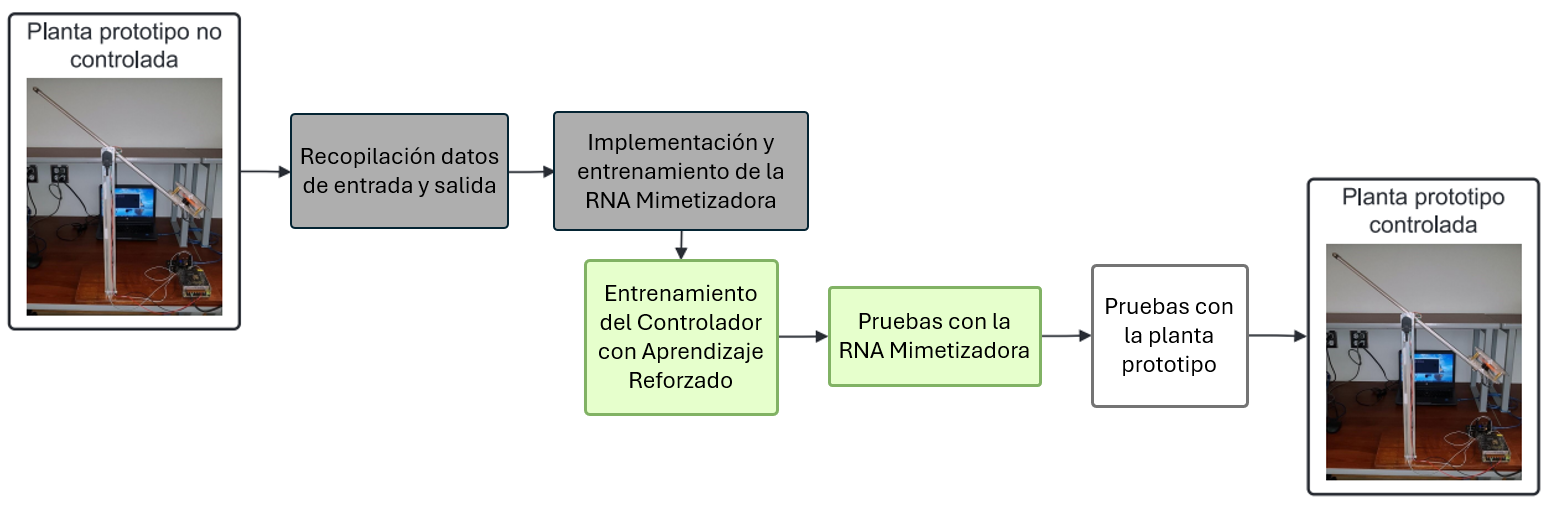 Planta prototipo no
controlada
Recopilación datos
de entrada y salida
Implementación y
entrenamiento de la
RNA Mimetizadora
Entrenamiento
del Controlador
con Aprendizaje
Reforzado
Pruebas con la
RNA Mimetizadora
Pruebas con
la planta
prototipo
Planta prototipo
controlada